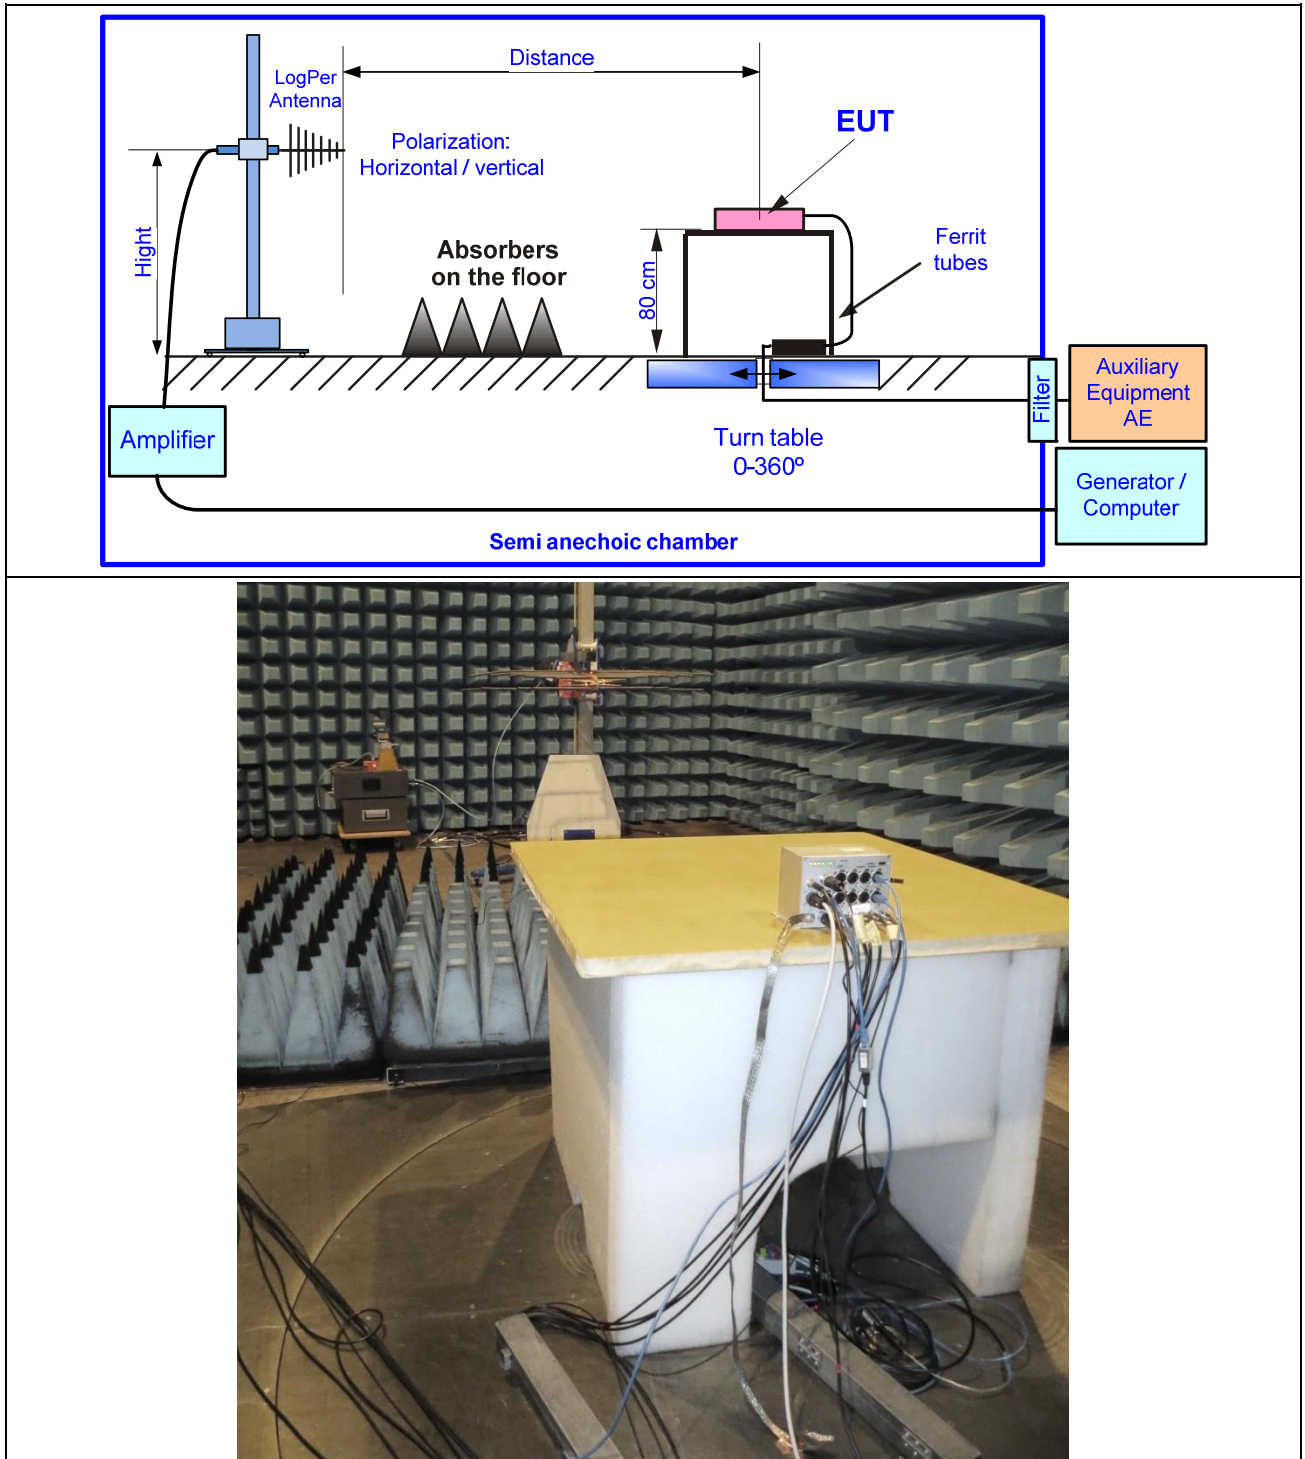 Distance
LogPer
Antenna
EUT
Polarization:
Horizontal / vertical
Hight
Absorbers
on the floor
80 cm
Ferrit
tubes
Filter
Auxiliary
Equipment
AE
Amplifier
Turn table
0-360º
Generator /
Computer
Semi anechoic chamber